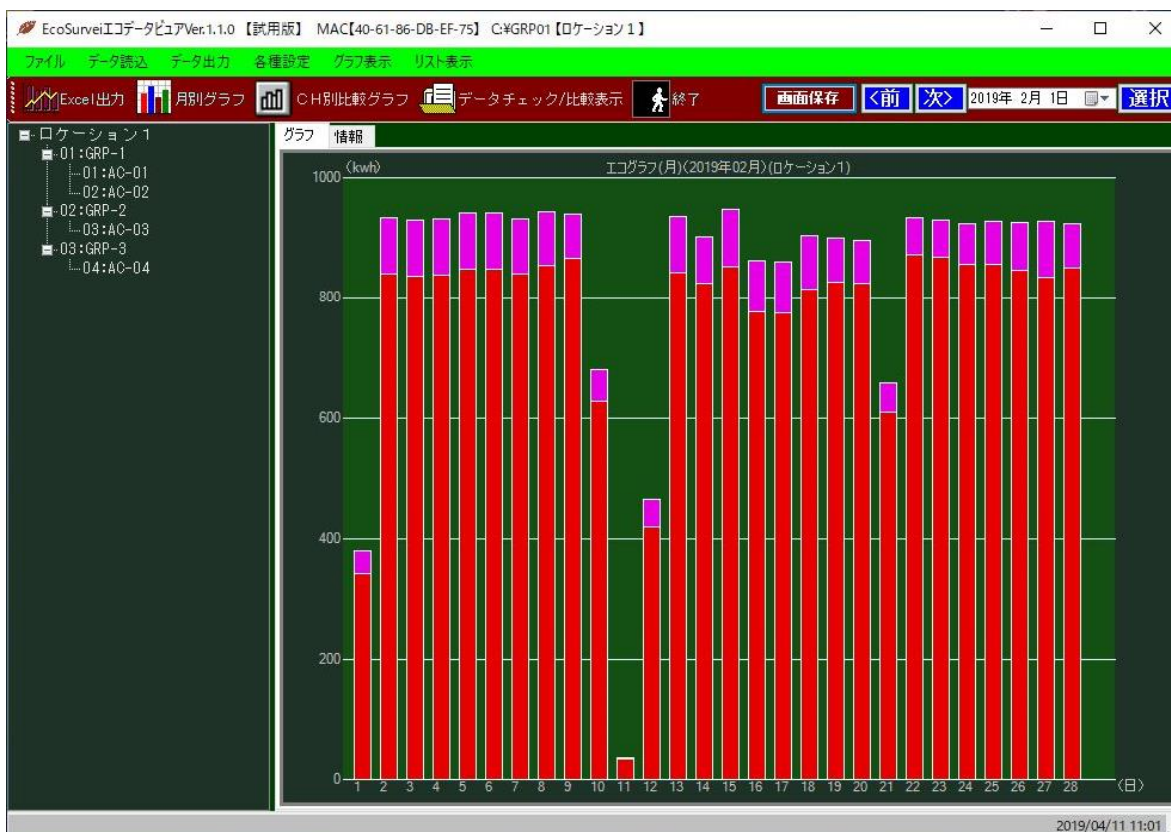 EcoSurveiエコデータビュアVer.1.1.0 【試用版】 MAC【40-61-86-DB-EF-75】 C:¥GRP01【ロケーション1】
ファイル データ読込 データ出力 各種設定 グラフ表示 リスト表示
Excel出力 月別グラフ CH別比較グラフ データチェック/比較表示 終了 画面保存 <前 次> 2019年 2月 1日 選択
ロケーション1
01:GRP-1
01:AC-01
02:AC-02
02:GRP-2
03:AC-03
03:GRP-3
04:AC-04
グラフ 情報
(kwh) エコグラフ(月)(2019年02月)(ロケーション1)
1000
800
600
400
200
0
1 2 3 4 5 6 7 8 9 10 11 12 13 14 15 16 17 18 19 20 21 22 23 24 25 26 27 28 (日)
2019/04/11 11:01